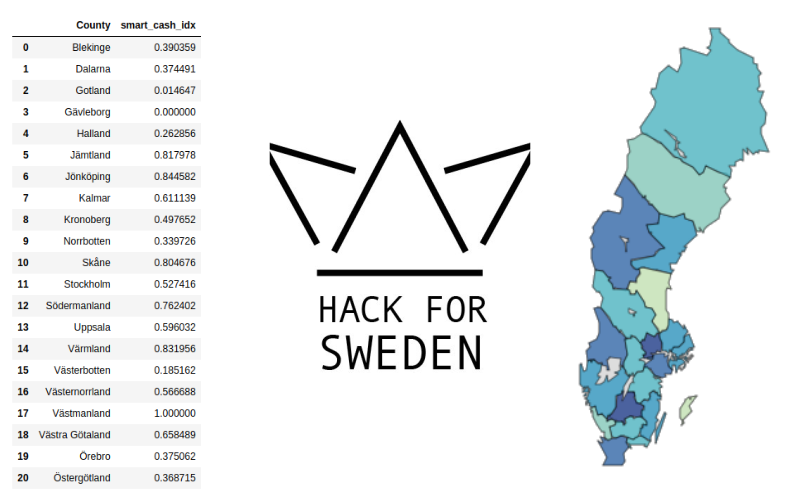 County smart_cash_idx
0 Blekinge 0.390359
1 Dalarna 0.374491
2 Gotland 0.014647
3 Gävleborg 0.000000
4 Halland 0.262856
5 Jämtland 0.817978
6 Jönköping 0.844582
7 Kalmar 0.611139
8 Kronoberg 0.497652
9 Norrbotten 0.339726
10 Skåne 0.804676
11 Stockholm 0.527416
12 Södermanland 0.762402
13 Uppsala 0.596032
14 Värmland 0.831956
15 Västerbotten 0.185162
16 Västernorrland 0.566688
17 Västmanland 1.000000
18 Västra Götaland 0.658489
19 Örebro 0.375062
20 Östergötland 0.368715
HACK FOR
SWEDEN